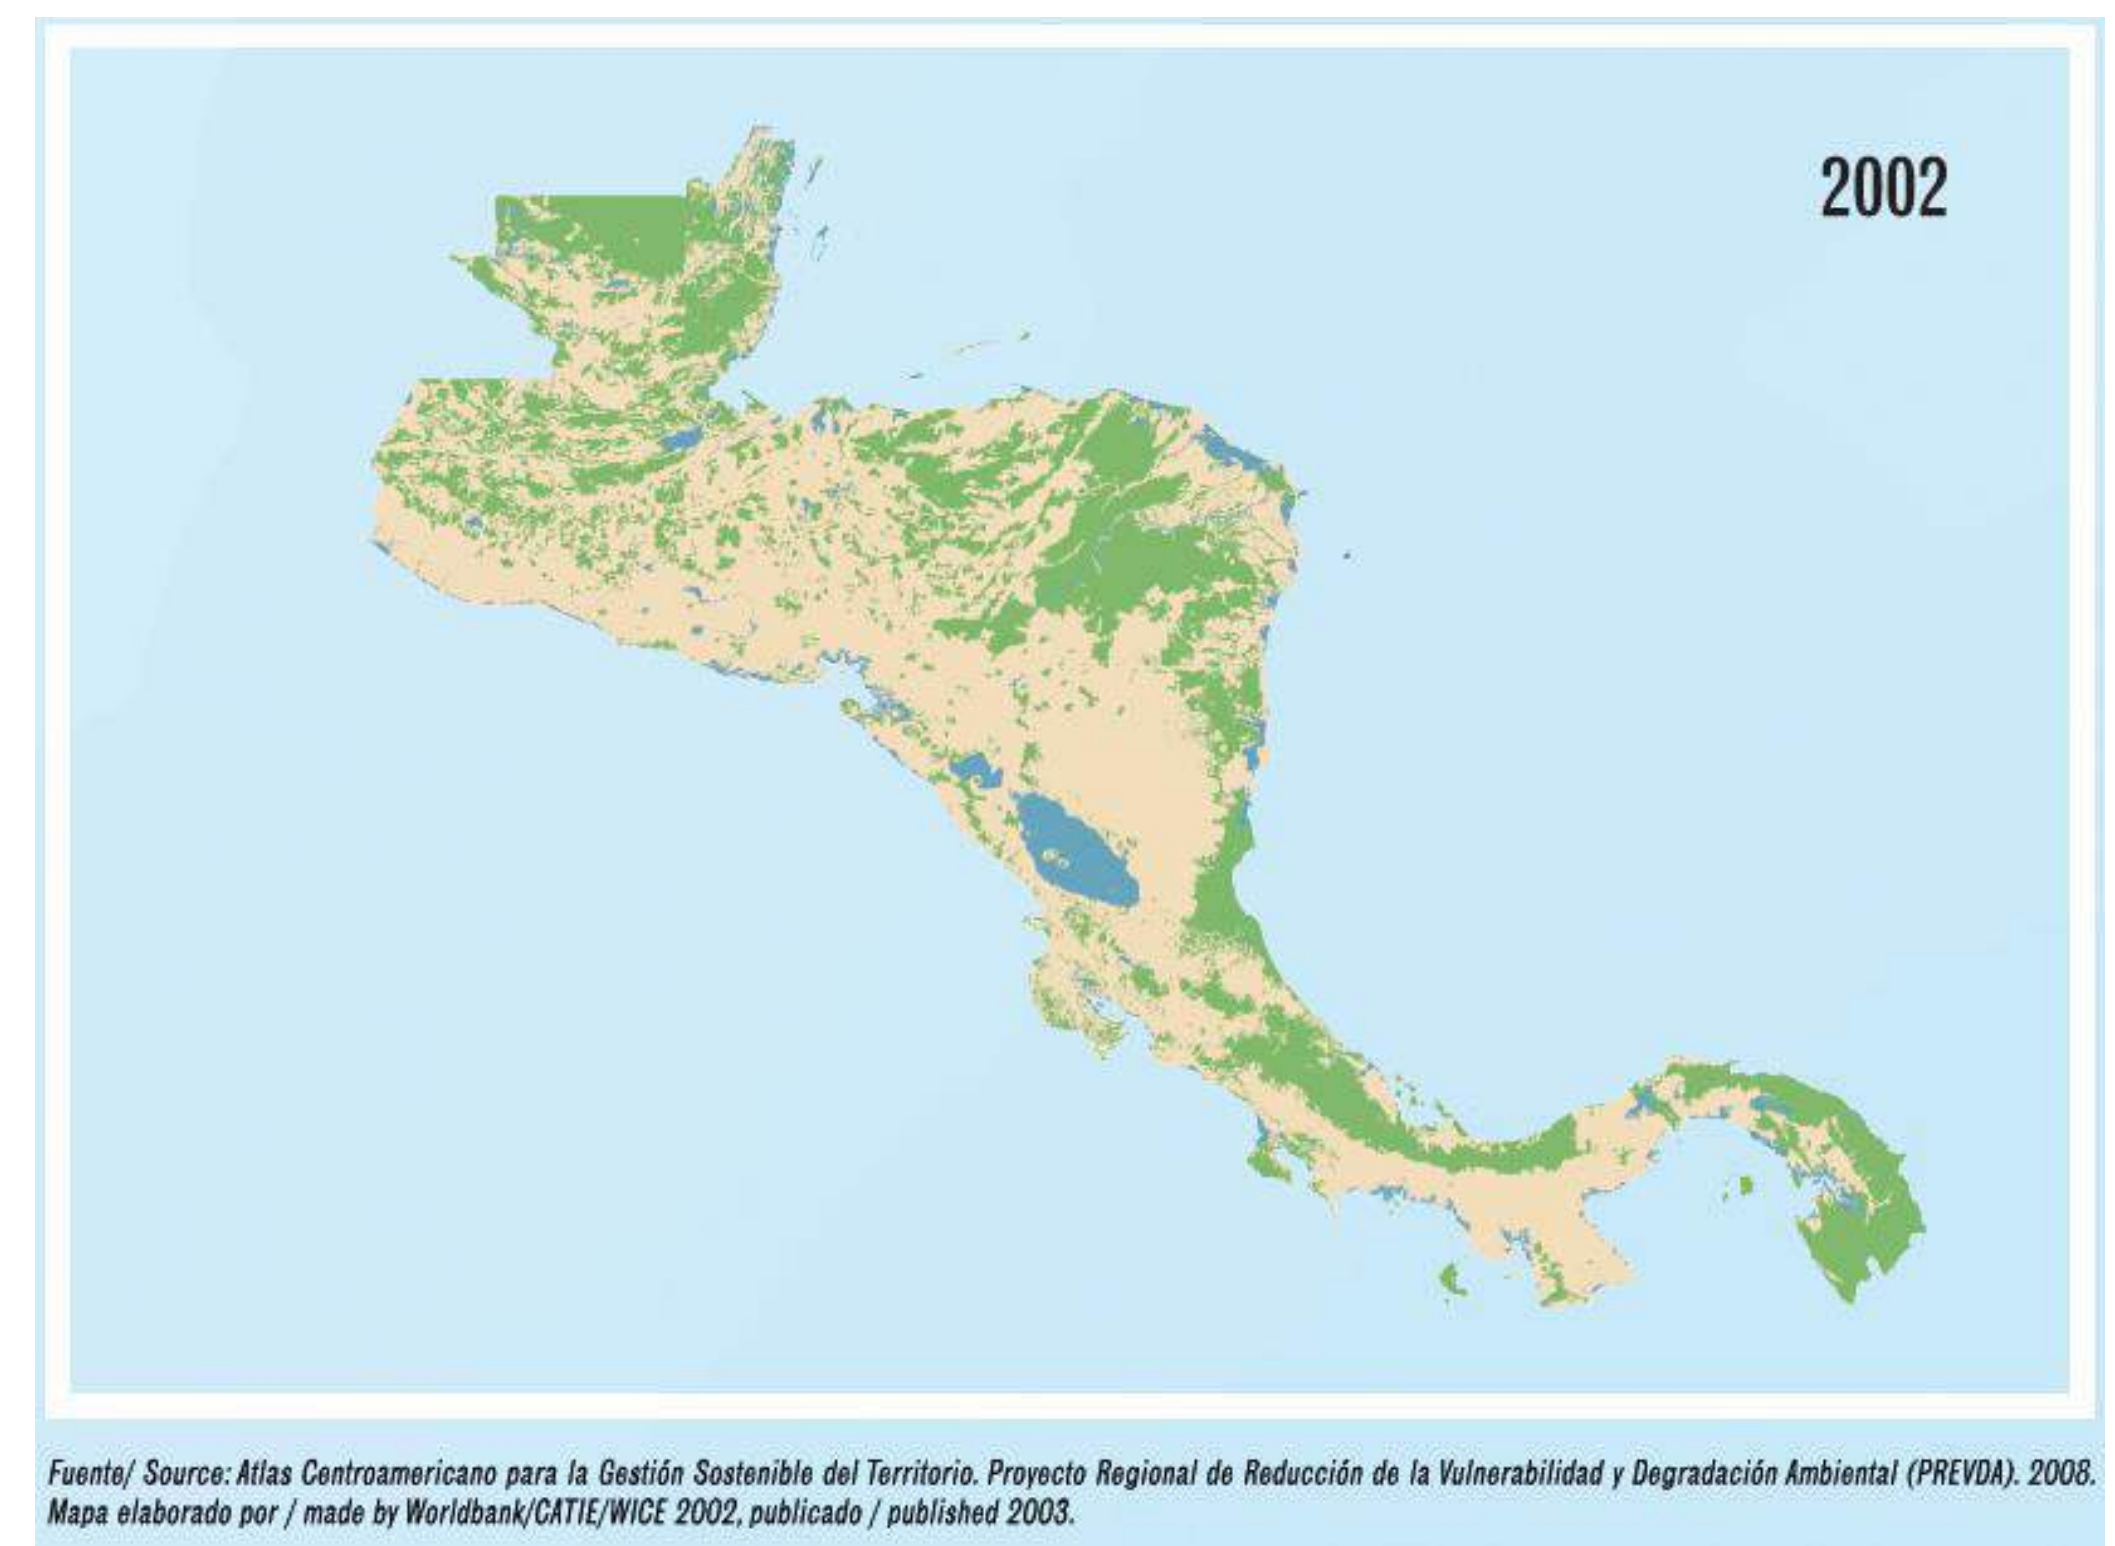 2002
Fuente/ Source: Atlas Centroamericano para la Gestión Sostenible del Territorio. Proyecto Regional de Reducción de la Vulnerabilidad y Degradación Ambiental (PREVDA). 2008.
Mapa elaborado por / made by Worldbank/CATIE/WICE 2002, publicado / published 2003.